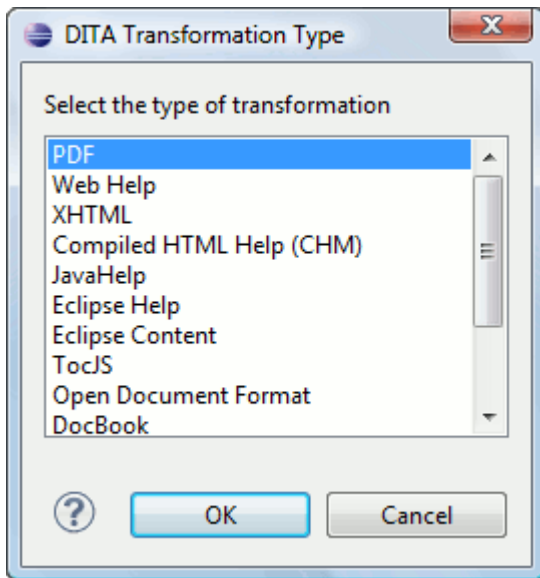 DITA Transformation Type
Select the type of transformation
PDF
Web Help
XHTML
Compiled HTML Help (CHM)
JavaHelp
Eclipse Help
Eclipse Content
TocJS
Open Document Format
DocBook
?
OK
Cancel